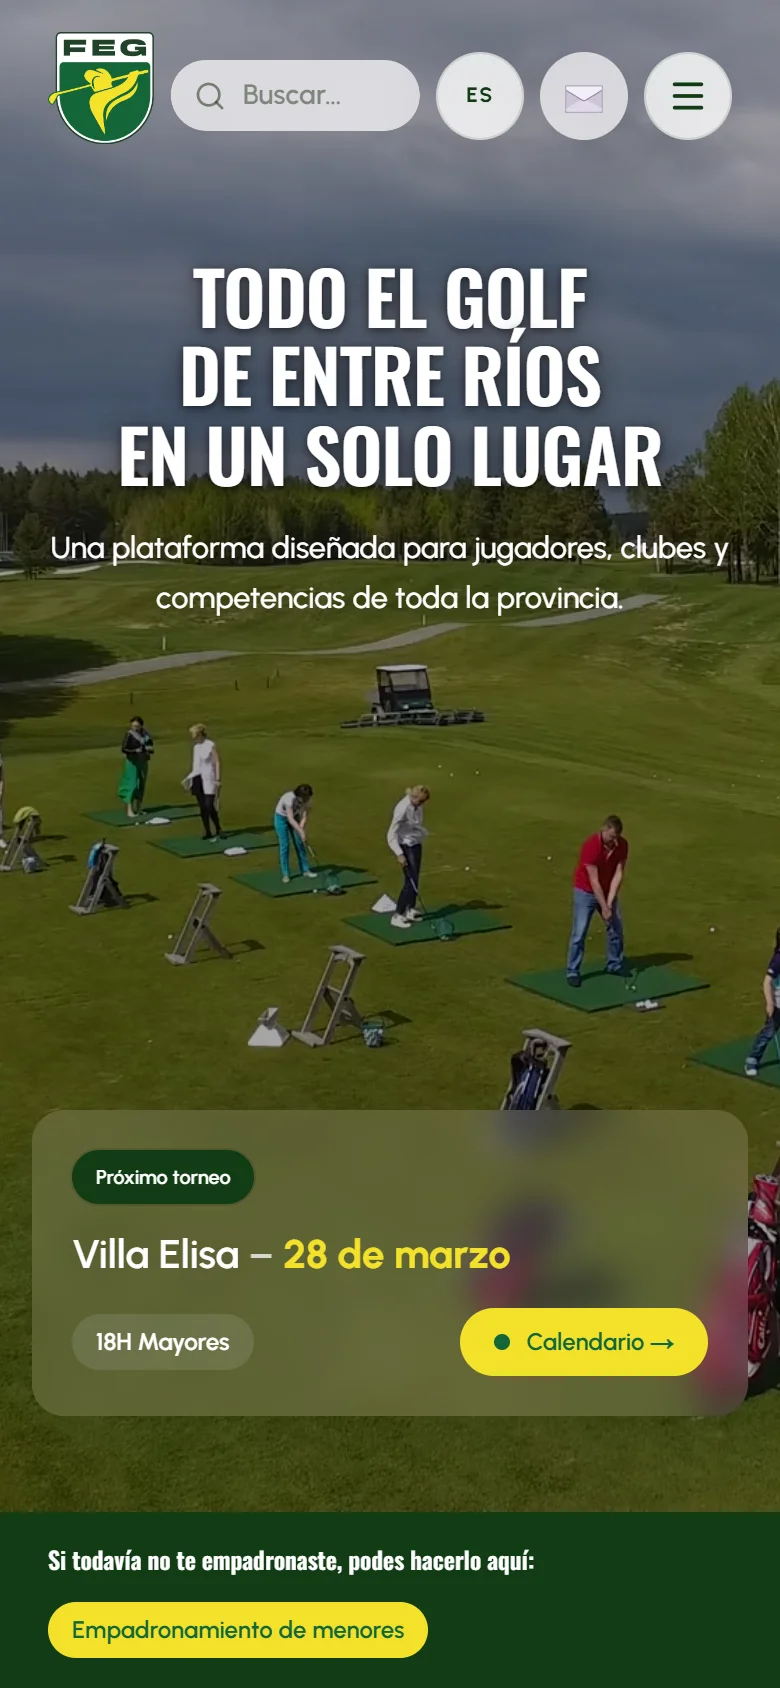 FEG
Buscar...
ES
TODO EL GOLF
DE ENTRE RÍOS
EN UN SOLO LUGAR
Una plataforma diseñada para jugadores, clubes y
competencias de toda la provincia.
Próximo torneo
Villa Elisa – 28 de marzo
18H Mayores
Calendario →
Si todavía no te empadronaste, podes hacerlo aquí:
Empadronamiento de menores